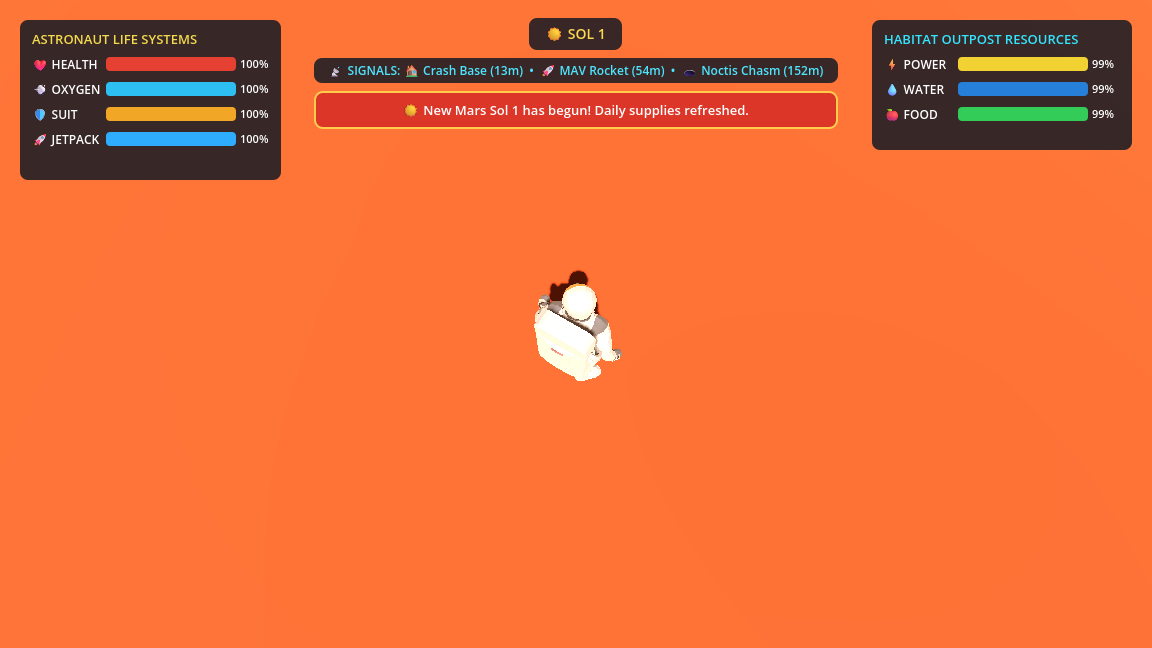 ASTRONAUT LIFE SYSTEMS
HEALTH 100%
OXYGEN 100%
SUIT 100%
JETPACK 100%
SOL 1
SIGNALS: Crash Base (13m) • MAV Rocket (54m) • Noctis Chasm (152m)
New Mars Sol 1 has begun! Daily supplies refreshed.
HABITAT OUTPOST RESOURCES
POWER 99%
WATER 99%
FOOD 99%